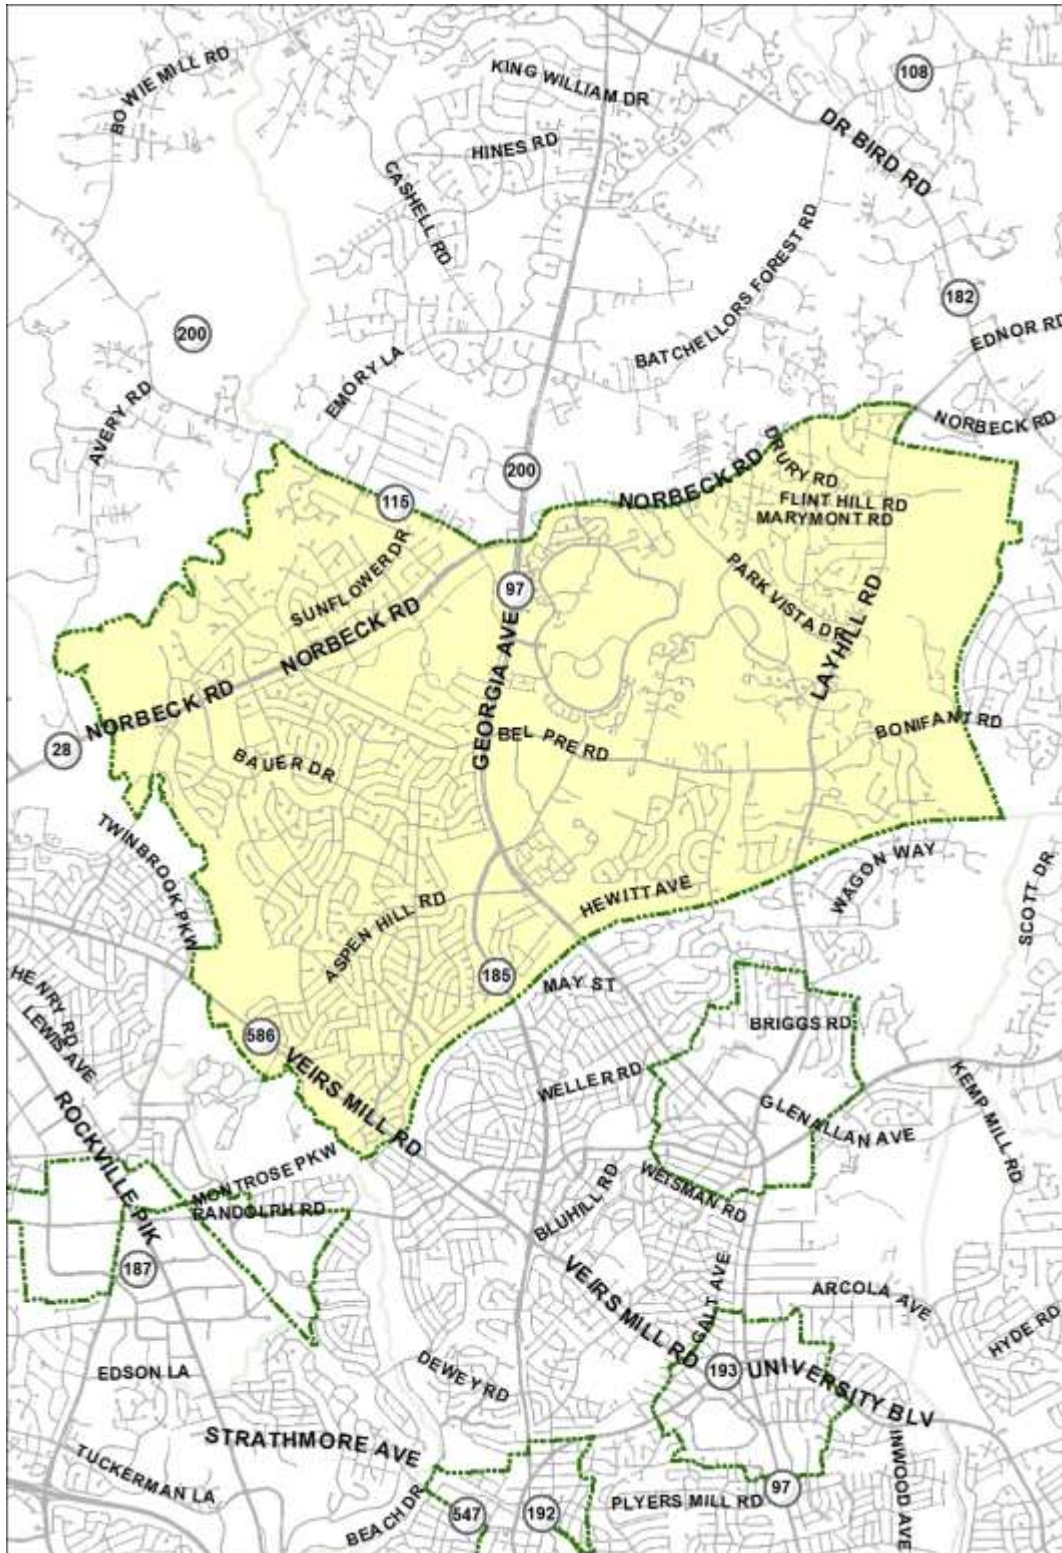 BOWIE MILL RD
KING WILLIAM DR
108
HINES RD
DR BIRD RD
CASHELL RD
BATCHELLORS FOREST RD
182
EDNOR RD
200
EMORY LA
AVERY RD
NORBECK RD
DRURY RD
200
NORBECK RD
115
FLINT HILL RD
MARYMONT RD
SUNFLOWER DR
97
PARK VISTA DR
NORBECK RD
LAYHILL RD
GEORGIA AVE
NORBECK RD
BONIFANT RD
28
BEL PRE RD
BAUER DR
TWINBROOK PKW
WAGON WAY
HEWITT AVE
SCOTT DR
ASPEN HILL RD
185
MAY ST
HENRY RD
LEWIS AVE
586
BRIGGS RD
VEIRS MILL RD
WELLER RD
KEMP MILL RD
GLENALLAN AVE
ROCKVILLE PIK
MONTROSE PKW
RANDOLPH RD
WEISMAN RD
BLUHILL RD
187
GALT AVE
VEIRS MILL RD
ARCOLA AVE
HYDE RD
EDSON LA
DEWEY RD
193
UNIVERSITY BLV
STRATHMORE AVE
INWOOD AVE
TUCKERMAN LA
BEACH DR
547
192
PLYERS MILL RD
97